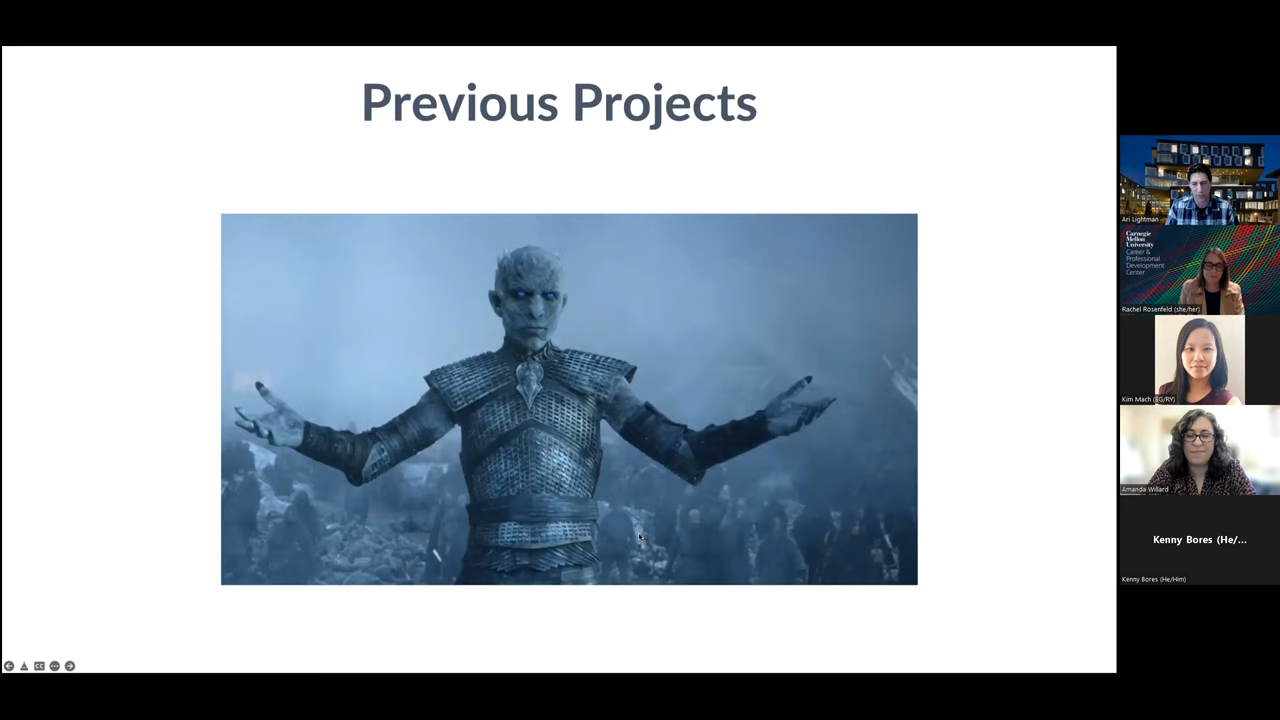 Previous Projects
Ari Lightman
Carnegie
Mellon
University
Career &
Professional
Development
Center
Rachel Rosenfeld (she/her)
Kim Mach (EG/RY)
Amanda Willard
Kenny Bores (He/...
Kenny Bores (He/Him)
CC